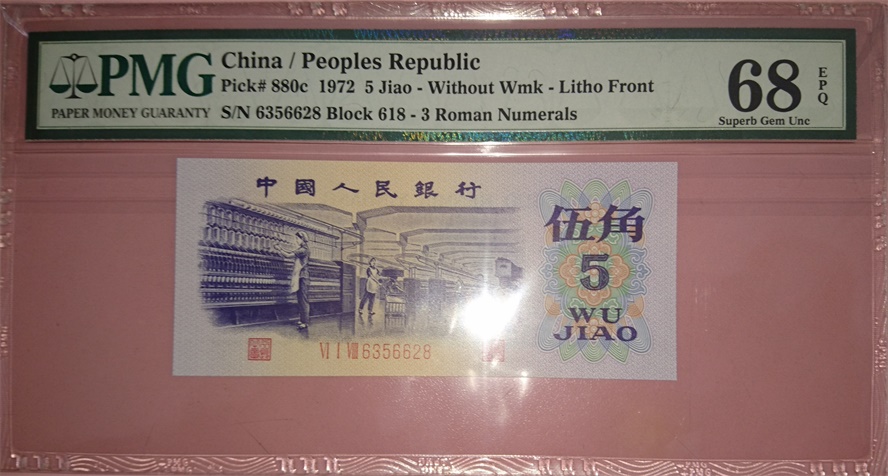 PMG
PAPER MONEY GUARANTY
China / Peoples Republic
Pick# 880c 1972 5 Jiao - Without Wmk - Litho Front
S/N 6356628 Block 618 - 3 Roman Numerals
68
EPQ
Superb Gem Unc
中國人民銀行
伍角
5
WU
JIAO
VI I VIII 6356628